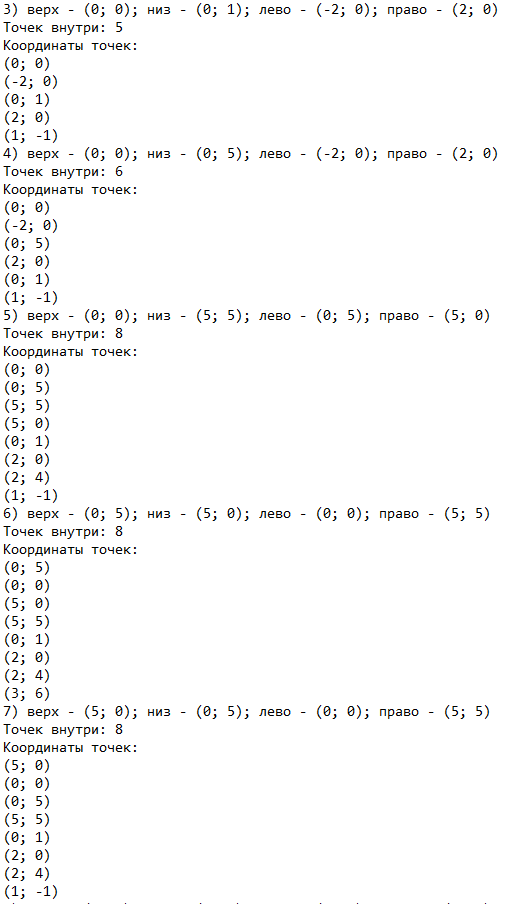 3) верх - (0; 0); низ - (0; 1); лево - (-2; 0); право - (2; 0)
Точек внутри: 5
Координаты точек:
(0; 0)
(-2; 0)
(0; 1)
(2; 0)
(1; -1)
4) верх - (0; 0); низ - (0; 5); лево - (-2; 0); право - (2; 0)
Точек внутри: 6
Координаты точек:
(0; 0)
(-2; 0)
(0; 5)
(2; 0)
(0; 1)
(1; -1)
5) верх - (0; 0); низ - (5; 5); лево - (0; 5); право - (5; 0)
Точек внутри: 8
Координаты точек:
(0; 0)
(0; 5)
(5; 5)
(5; 0)
(0; 1)
(2; 0)
(2; 4)
(1; -1)
6) верх - (0; 5); низ - (5; 0); лево - (0; 0); право - (5; 5)
Точек внутри: 8
Координаты точек:
(0; 5)
(0; 0)
(5; 0)
(5; 5)
(0; 1)
(2; 0)
(2; 4)
(3; 6)
7) верх - (5; 0); низ - (0; 5); лево - (0; 0); право - (5; 5)
Точек внутри: 8
Координаты точек:
(5; 0)
(0; 0)
(0; 5)
(5; 5)
(0; 1)
(2; 0)
(2; 4)
(1; -1)